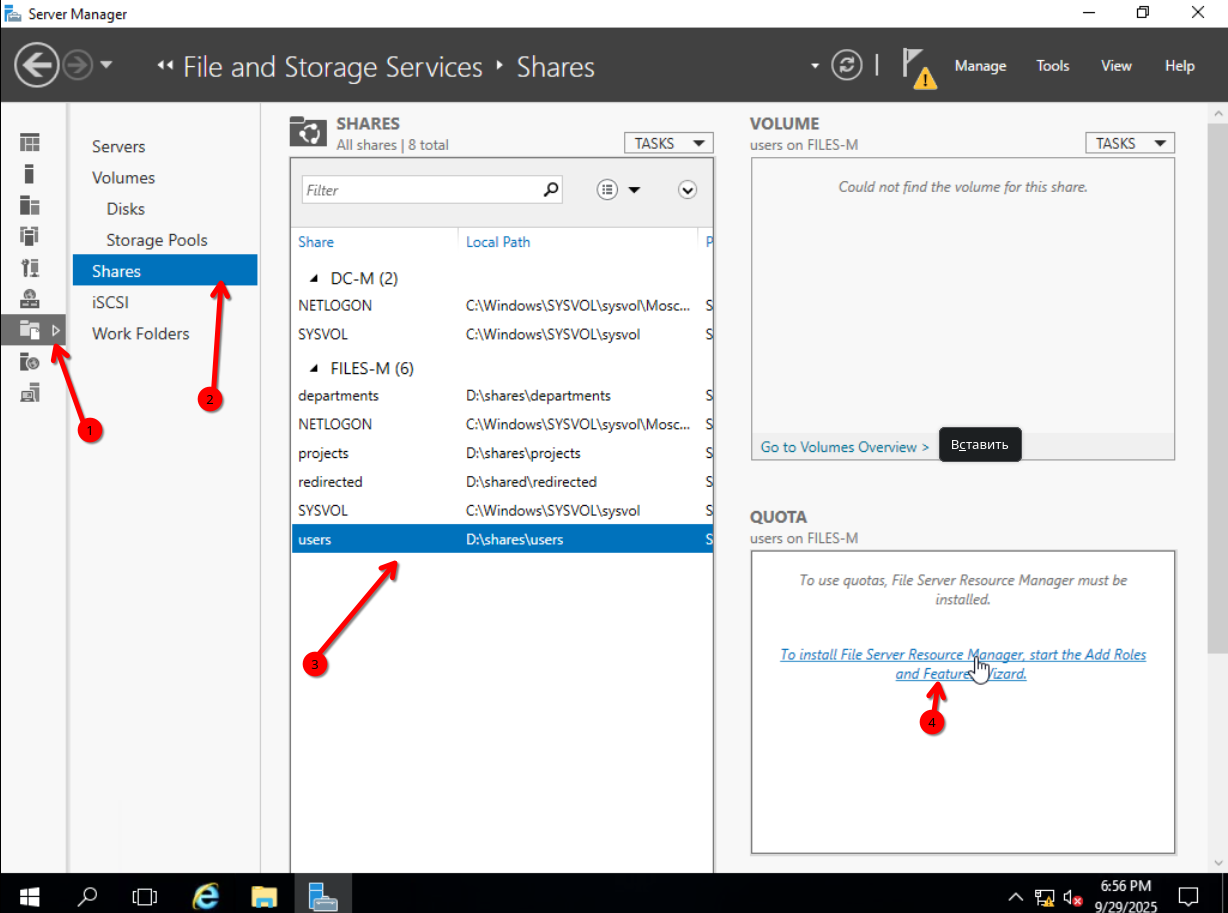 Server Manager
File and Storage Services
Shares
Manage
Tools
View
Help
Servers
Volumes
Disks
Storage Pools
Shares
iSCSI
Work Folders
1
2
SHARES
All shares | 8 total
TASKS
Filter
Share Local Path P
DC-M (2)
NETLOGON C:\Windows\SYSVOL\sysvol\Mosc... S
SYSVOL C:\Windows\SYSVOL\sysvol S
FILES-M (6)
departments D:\shares\departments S
NETLOGON C:\Windows\SYSVOL\sysvol\Mosc... S
projects D:\shares\projects S
redirected D:\shared\redirected S
SYSVOL C:\Windows\SYSVOL\sysvol S
users D:\shares\users S
3
VOLUME
users on FILES-M
TASKS
Could not find the volume for this share.
Go to Volumes Overview >
Вставить
QUOTA
users on FILES-M
To use quotas, File Server Resource Manager must be
installed.
To install File Server Resource Manager, start the Add Roles
and Features Wizard.
4
6:56 PM
9/29/2025